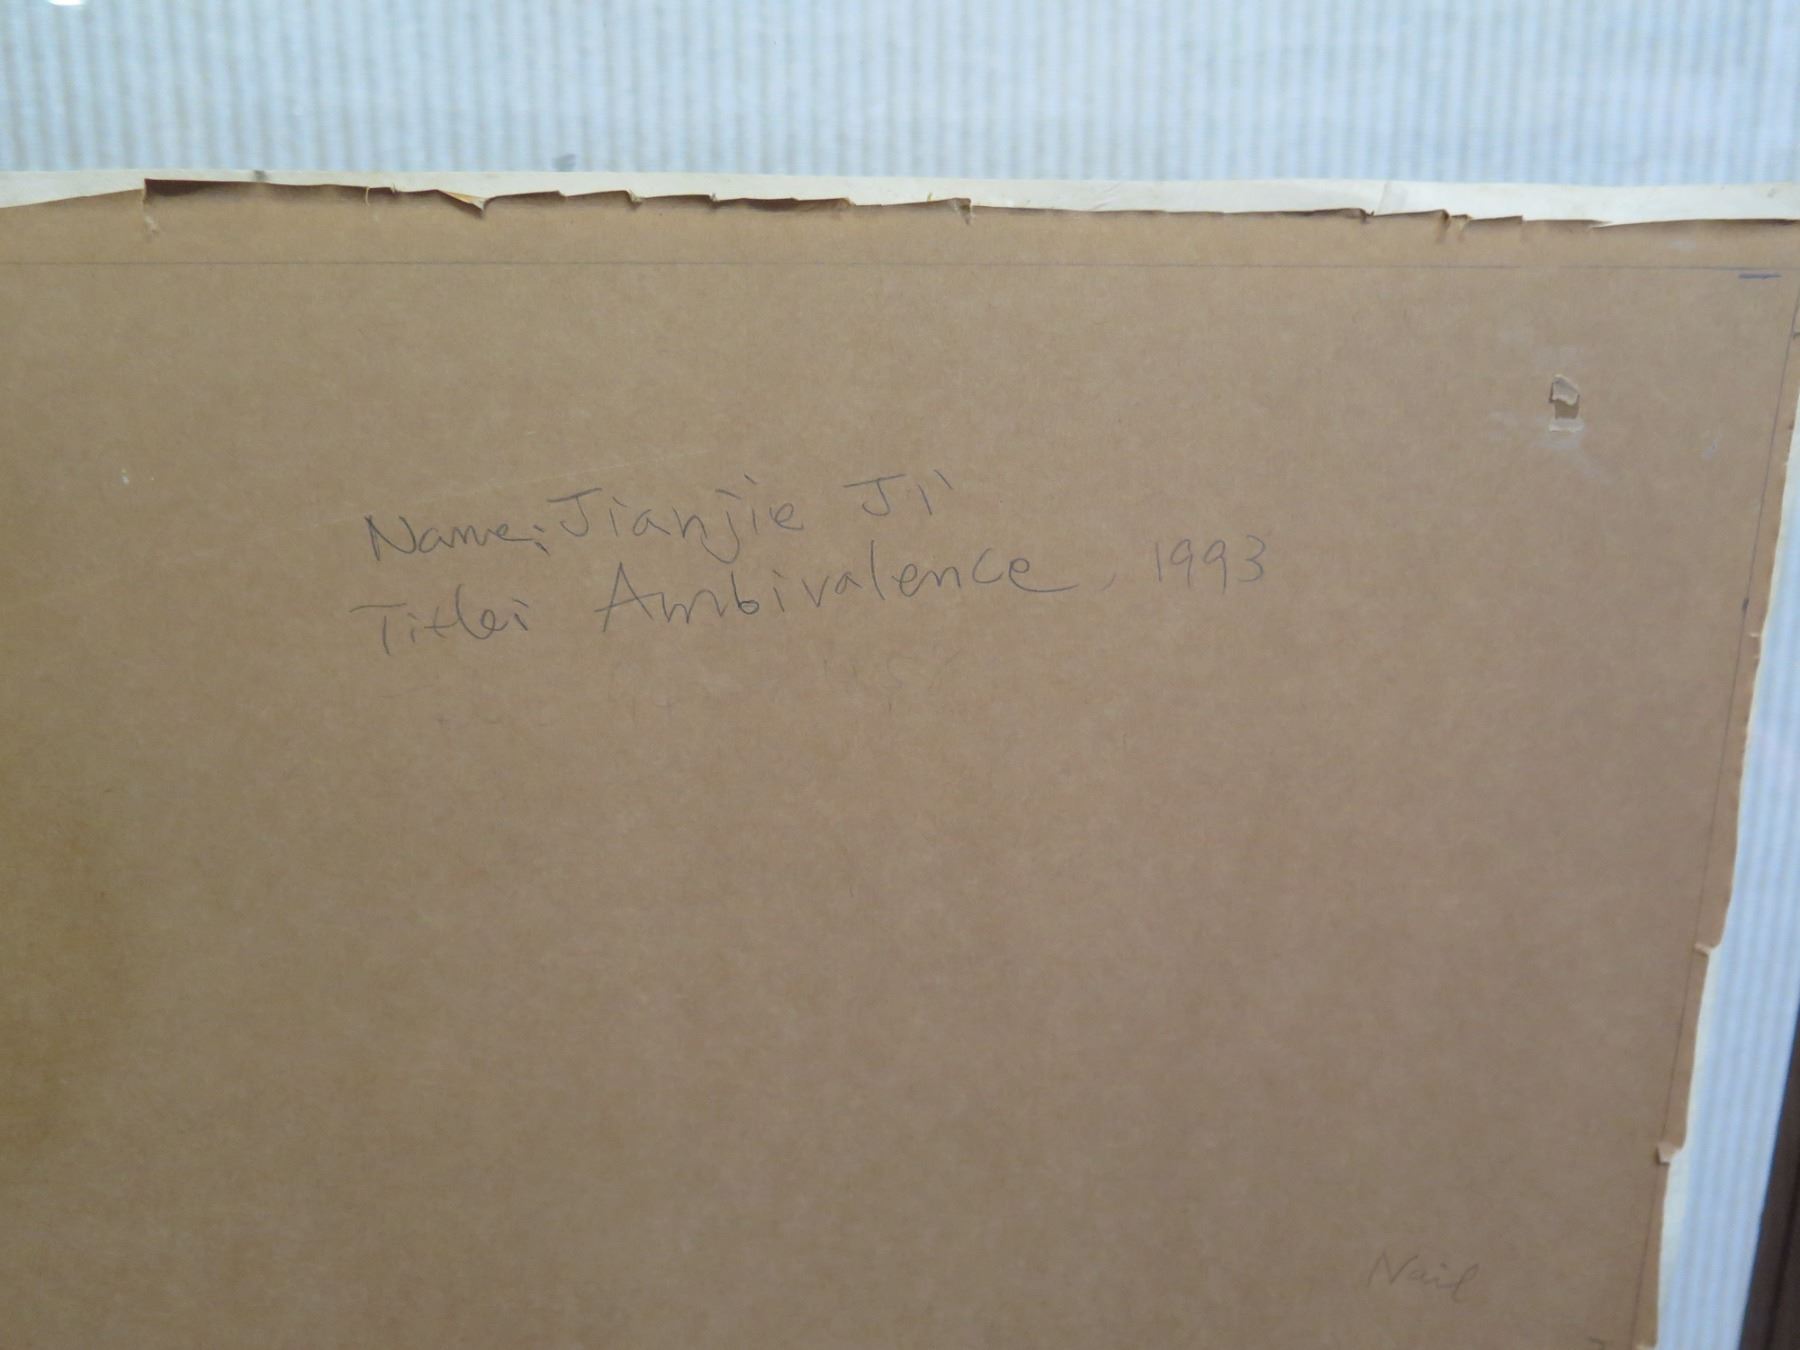 Name: Jianjie Ji
Title: Ambivalence, 1993
Nail